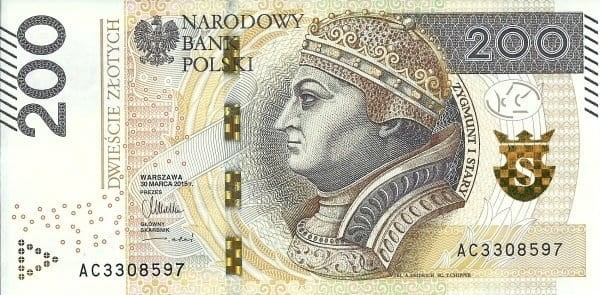 200
DWIEŚCIE ZŁOTYCH
NARODOWY
BANK
POLSKI
200
ZYGMUNT I STARY
S
WARSZAWA
30 MARCA 2015 r.
PREZES
GŁÓWNY
SKARBNIK
AC3308597
AC3308597